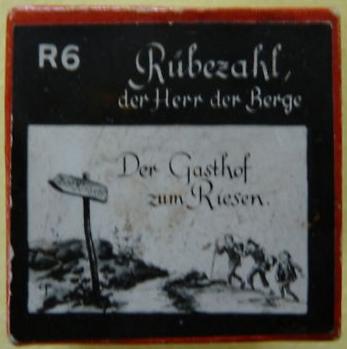 R6
Rübezahl,
der Herr der Berge
Der Gasthof
zum Riesen.